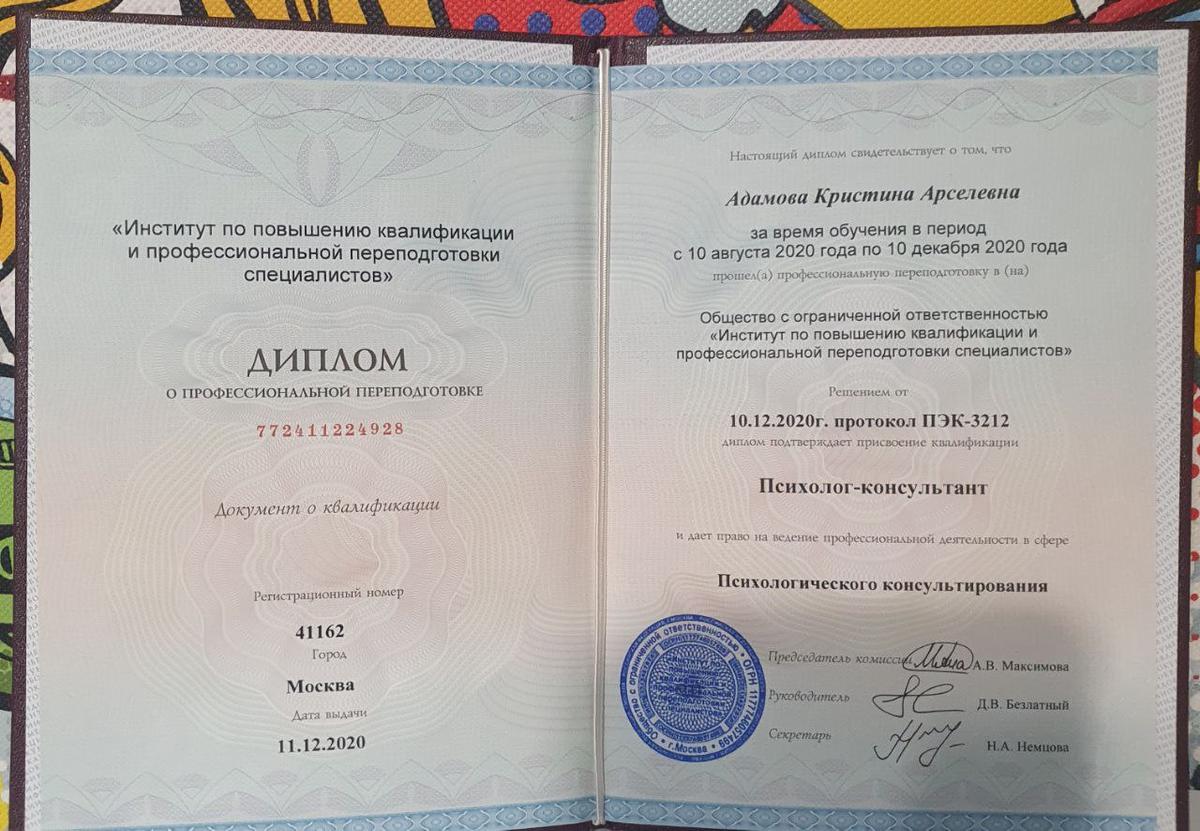 «Институт по повышению квалификации
и профессиональной переподготовки
специалистов»
ДИПЛОМ
О ПРОФЕССИОНАЛЬНОЙ ПЕРЕПОДГОТОВКЕ
772411224928
Документ о квалификации
Регистрационный номер
41162
Город
Москва
Дата выдачи
11.12.2020
Настоящий диплом свидетельствует о том, что
Адамова Кристина Арселевна
за время обучения в период
с 10 августа 2020 года по 10 декабря 2020 года
прошел(а) профессиональную переподготовку в (на)
Общество с ограниченной ответственностью
«Институт по повышению квалификации и
профессиональной переподготовки специалистов»
Решением от
10.12.2020г. протокол ПЭК-3212
диплом подтверждает присвоение квалификации
Психолог-консультант
и дает право на ведение профессиональной деятельности в сфере
Психологического консультирования
Председатель комиссии
А.В. Максимова
Руководитель
Д.В. Безлатный
Секретарь
Н.А. Немцова
Общество с ограниченной ответственностью
г.Москва